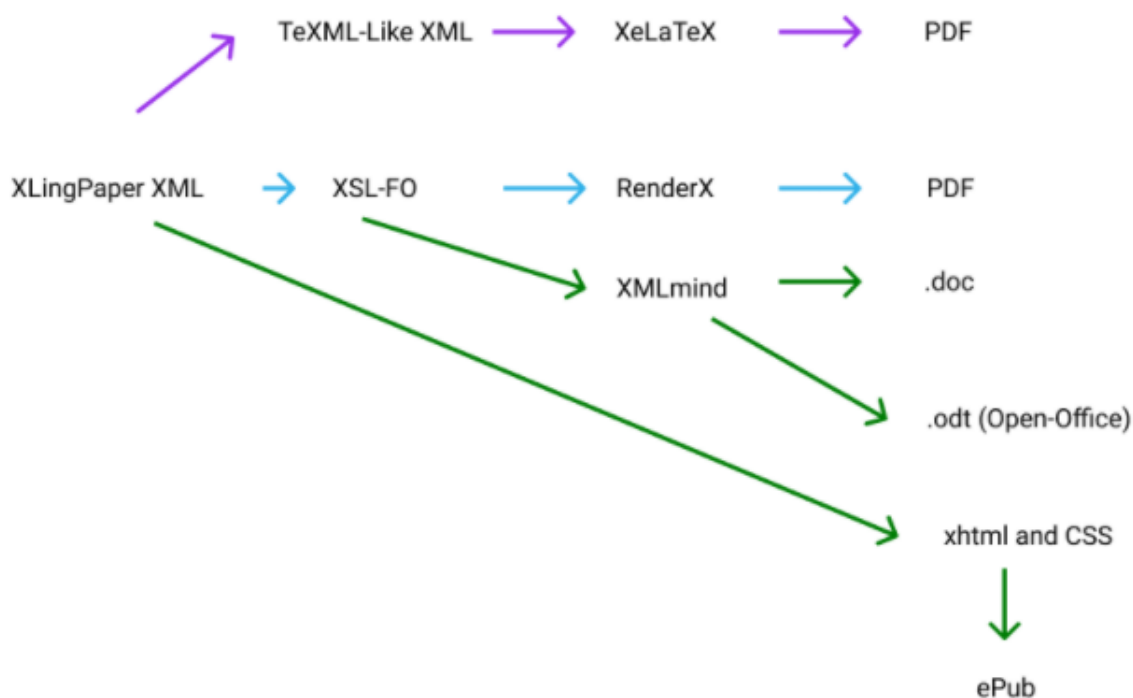 TeXML-Like XML XeLaTeX PDF
XLingPaper XML XSL-FO RenderX PDF
XMLmind .doc
.odt (Open-Office)
xhtml and CSS
ePub